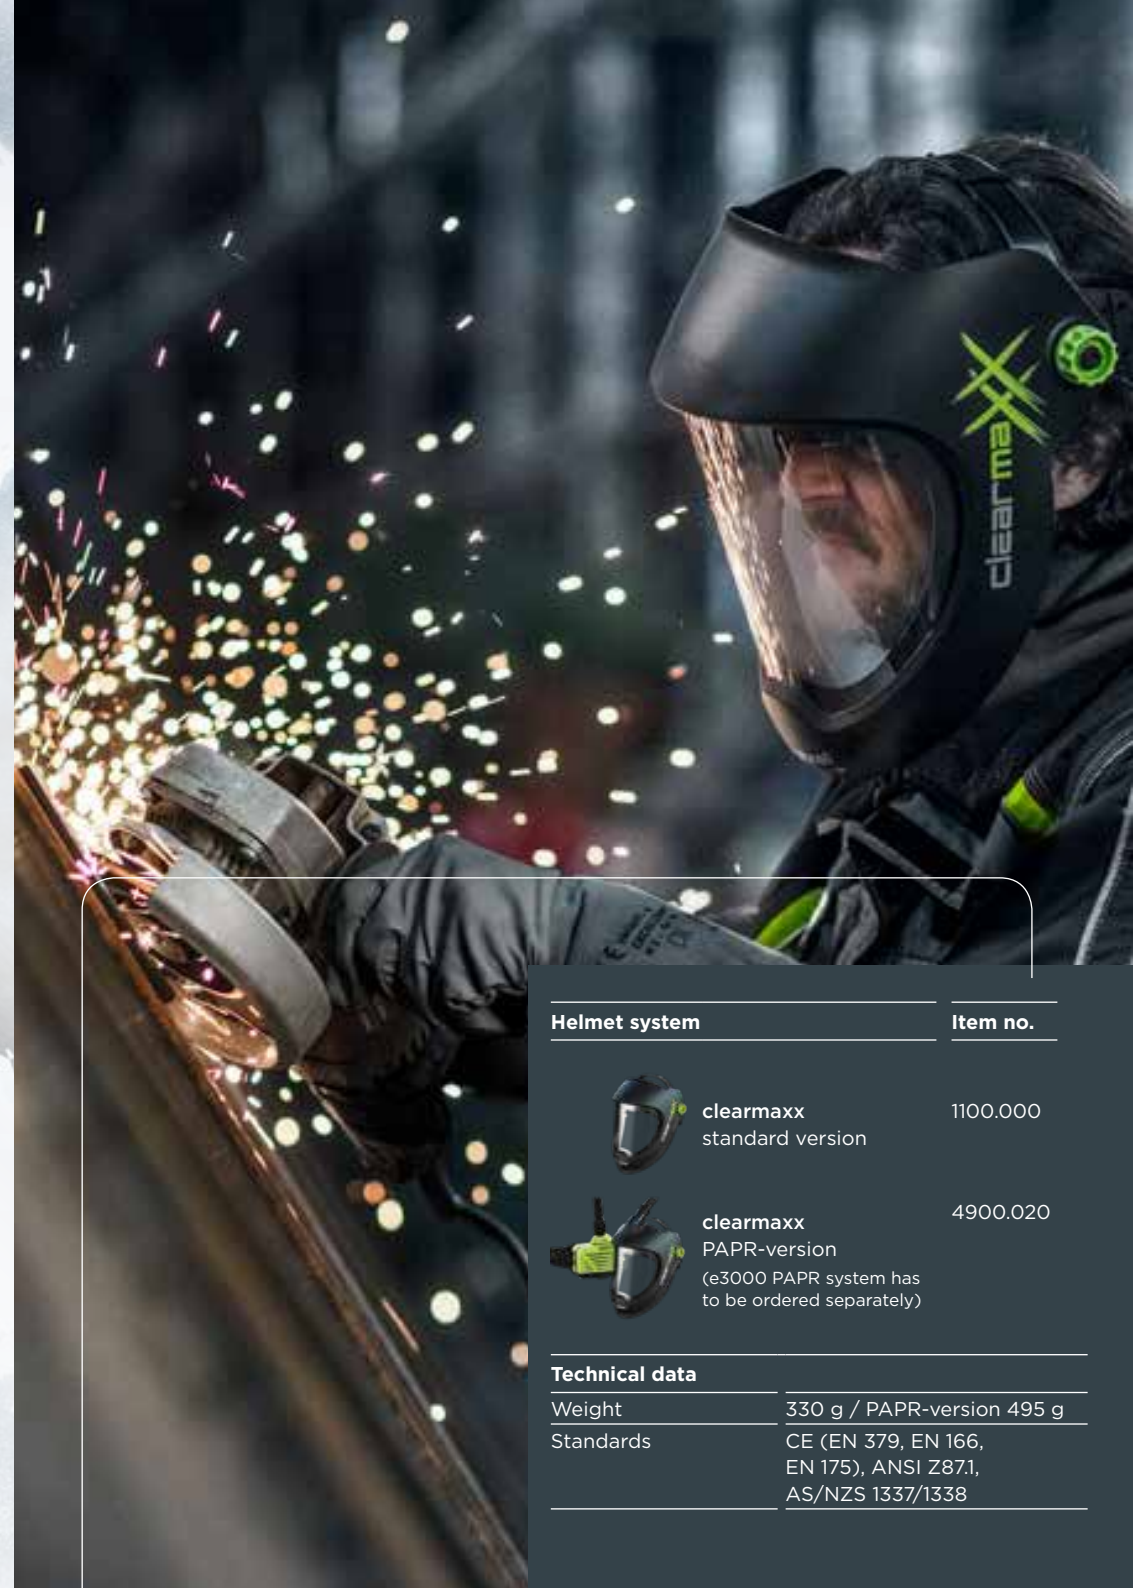 clearmaxx
Helmet system
Item no.
clearmaxx
standard version
1100.000
clearmaxx
PAPR-version
(e3000 PAPR system has
to be ordered separately)
4900.020
Technical data
Weight
330 g / PAPR-version 495 g
Standards
CE (EN 379, EN 166,
EN 175), ANSI Z87.1,
AS/NZS 1337/1338